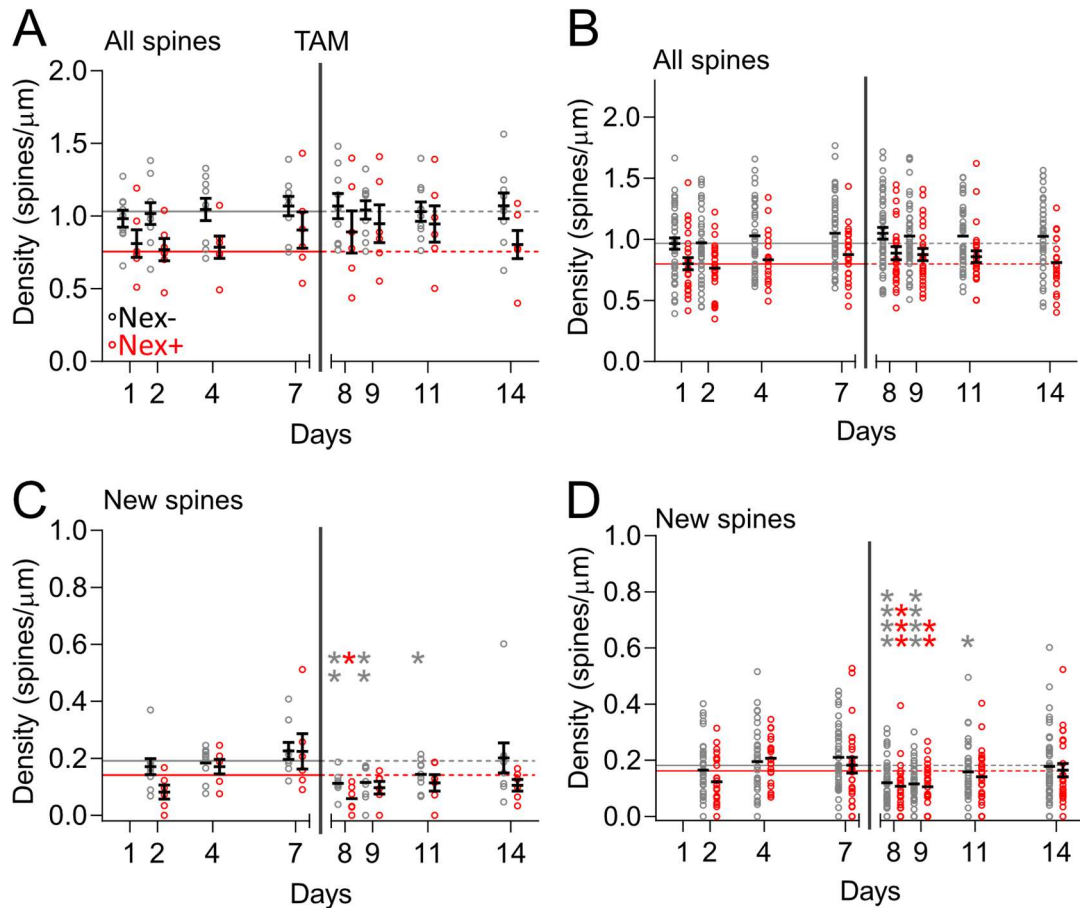 A
All spines
TAM
Density (spines/μm)
2.0
1.5
1.0
0.5
0.0
Nex-
Nex+
1 2 4 7 8 9 11 14
Days
B
All spines
Density (spines/μm)
2.0
1.5
1.0
0.5
0.0
1 2 4 7 8 9 11 14
Days
C
New spines
Density (spines/μm)
1.0
0.8
0.6
0.4
0.2
0.0
* * * *
* *
1 2 4 7 8 9 11 14
Days
D
New spines
Density (spines/μm)
1.0
0.8
0.6
0.4
0.2
0.0
* *
* * *
* * * *
* * * * *
1 2 4 7 8 9 11 14
Days